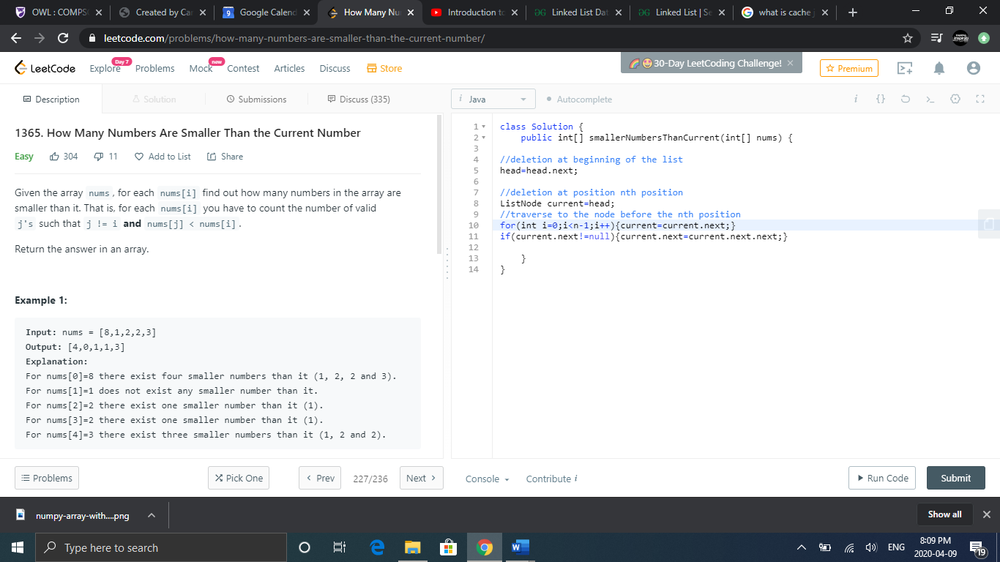 OWL : COMPS
Created by Car
Google Calend
How Many Nu
Introduction to
Linked List Dat
Linked List | Se
what is cache
leetcode.com/problems/how-many-numbers-are-smaller-than-the-current-number/
LeetCode
Explore
Day 7
Problems
Mock
new
Contest
Articles
Discuss
Store
30-Day LeetCoding Challenge!
Premium
Description
Solution
Submissions
Discuss (335)
i Java
Autocomplete
1365. How Many Numbers Are Smaller Than the Current Number
Easy 304 11 Add to List Share
Given the array nums, for each nums[i] find out how many numbers in the array are
smaller than it. That is, for each nums[i] you have to count the number of valid
j's such that j != i and nums[j] < nums[i].
Return the answer in an array.
Example 1:
Input: nums = [8,1,2,2,3]
Output: [4,0,1,1,3]
Explanation:
For nums[0]=8 there exist four smaller numbers than it (1, 2, 2 and 3).
For nums[1]=1 does not exist any smaller number than it.
For nums[2]=2 there exist one smaller number than it (1).
For nums[3]=2 there exist one smaller number than it (1).
For nums[4]=3 there exist three smaller numbers than it (1, 2 and 2).
1 class Solution {
2 public int[] smallerNumbersThanCurrent(int[] nums) {
3
4 //deletion at beginning of the list
5 head=head.next;
6
7 //deletion at position nth position
8 ListNode current=head;
9 //traverse to the node before the nth position
10 for(int i=0;i<n-1;i++){current=current.next;}
11 if(current.next!=null){current.next=current.next.next;}
12
13 }
14 }
Problems
Pick One
< Prev
227/236
Next >
Console
Contribute i
Run Code
Submit
numpy-array-with....png
Show all
Type here to search
ENG
8:09 PM
2020-04-09
19